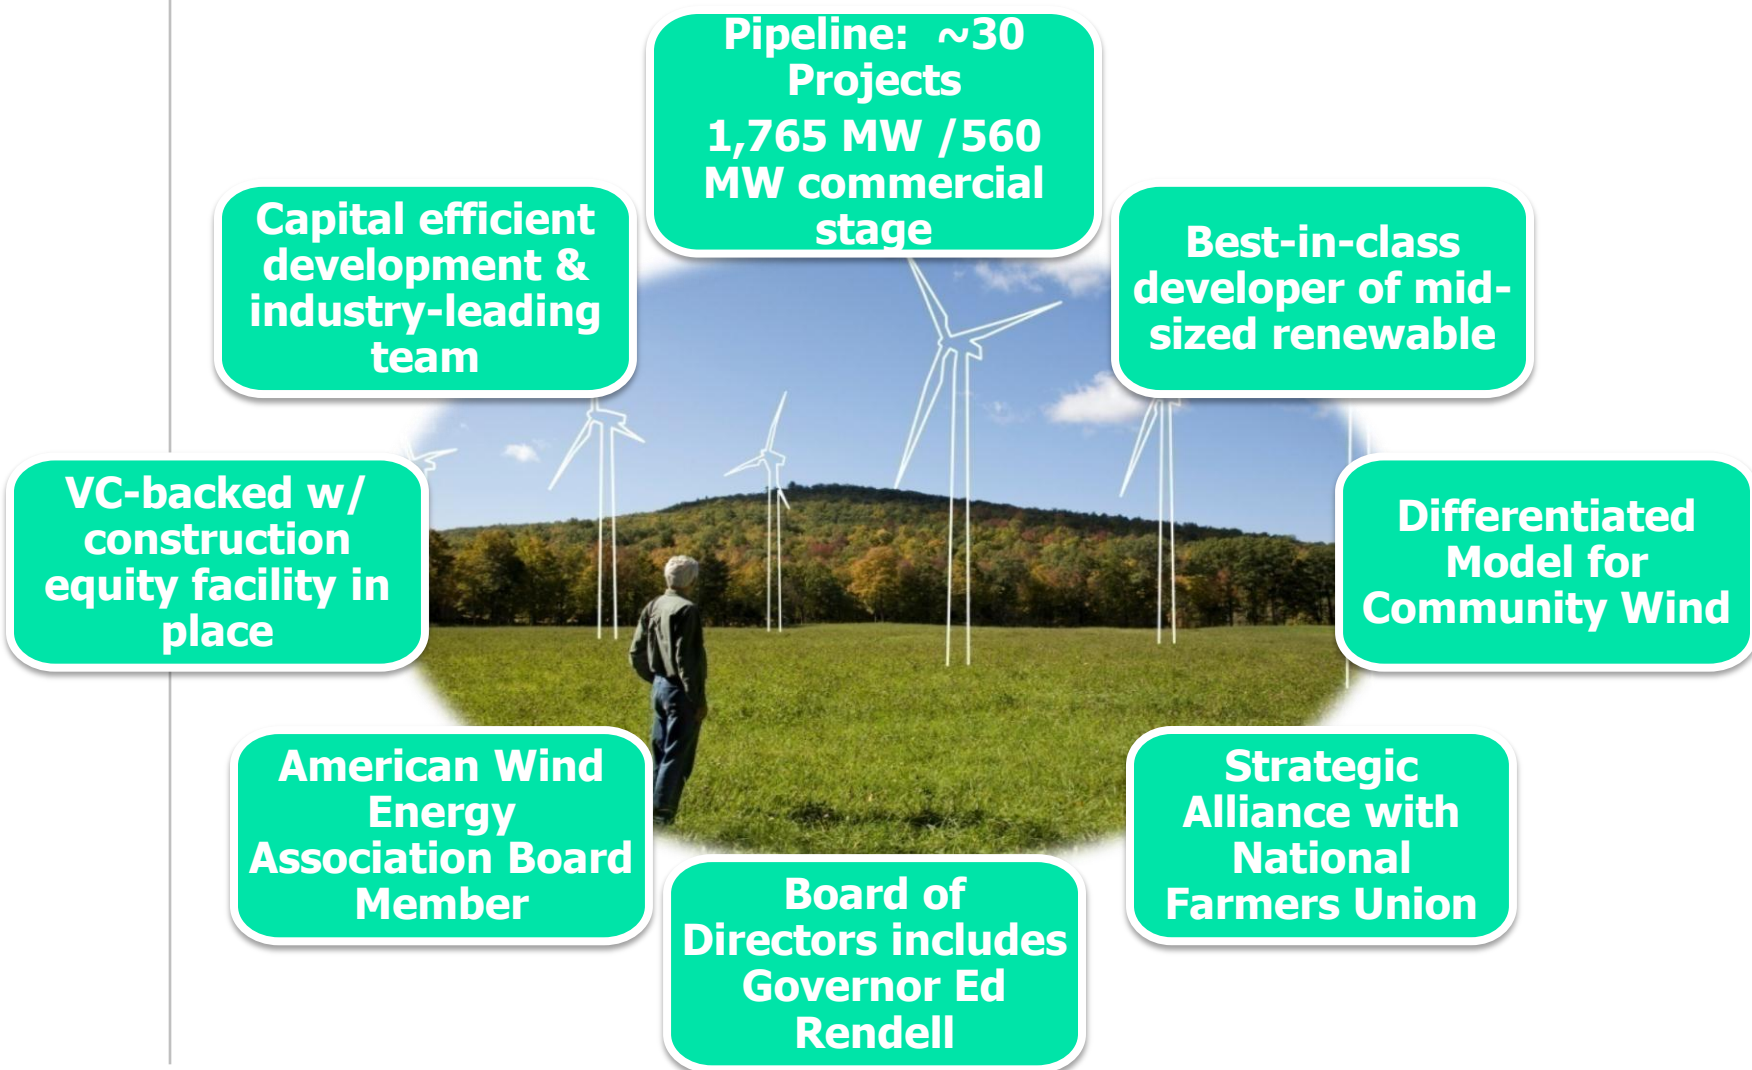 Pipeline:  ~30
Projects
1,765 MW /560
MW commercial
stage
Best-in-class
developer of mid-
sized renewable
Differentiated
Model for
Community Wind
Strategic
Alliance with
National
Farmers Union
Board of
Directors includes
Governor Ed
Rendell
American Wind
Energy
Association Board
Member
VC-backed w/
construction
equity facility in
place
Capital efficient
development &
industry-leading
team